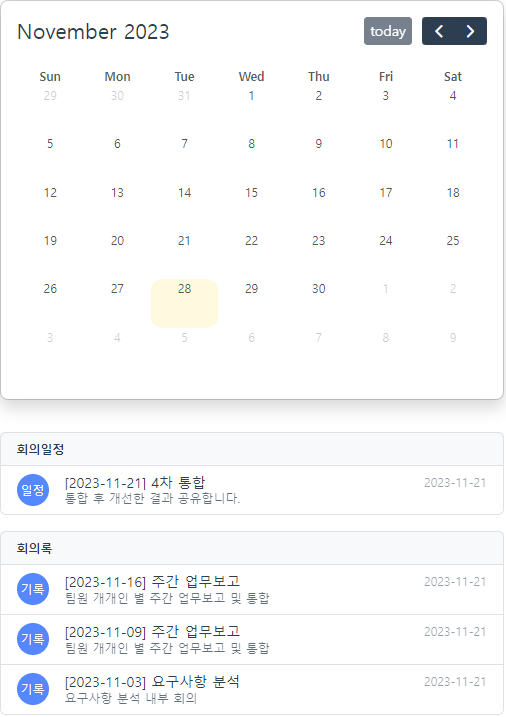 November 2023 today
Sun Mon Tue Wed Thu Fri Sat
29 30 31 1 2 3 4
5 6 7 8 9 10 11
12 13 14 15 16 17 18
19 20 21 22 23 24 25
26 27 28 29 30 1 2
3 4 5 6 7 8 9
회의일정
일정 [2023-11-21] 4차 통합 2023-11-21
통합 후 개선한 결과 공유합니다.
회의록
기록 [2023-11-16] 주간 업무보고 2023-11-21
팀원 개개인 별 주간 업무보고 및 통합
기록 [2023-11-09] 주간 업무보고 2023-11-21
팀원 개개인 별 주간 업무보고 및 통합
기록 [2023-11-03] 요구사항 분석 2023-11-21
요구사항 분석 내부 회의